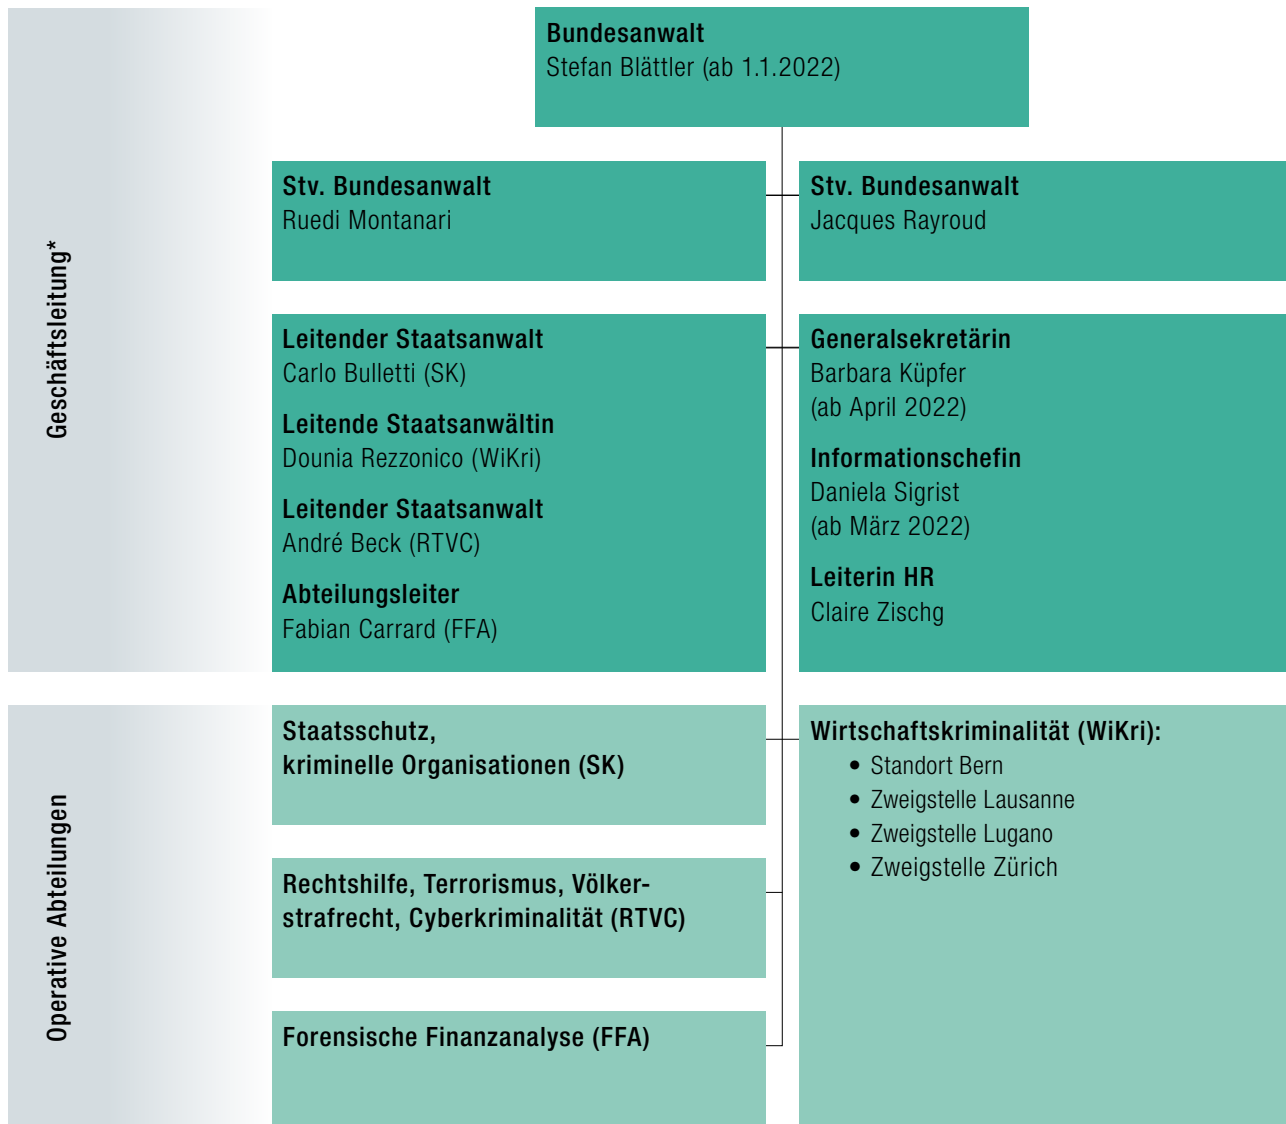 Geschäftsleitung*
Bundesanwalt
Stefan Blättler (ab 1.1.2022)
Stv. Bundesanwalt
Ruedi Montanari
Stv. Bundesanwalt
Jacques Rayroud
Leitender Staatsanwalt
Carlo Bulletti (SK)
Leitende Staatsanwältin
Dounia Rezzonico (WiKri)
Leitender Staatsanwalt
André Beck (RTVC)
Abteilungsleiter
Fabian Carrard (FFA)
Generalsekretärin
Barbara Küpfer
(ab April 2022)
Informationschefin
Daniela Sigrist
(ab März 2022)
Leiterin HR
Claire Zischg
Operative Abteilungen
Staatsschutz,
kriminelle Organisationen (SK)
Rechtshilfe, Terrorismus, Völker-
strafrecht, Cyberkriminalität (RTVC)
Forensische Finanzanalyse (FFA)
Wirtschaftskriminalität (WiKri):
• Standort Bern
• Zweigstelle Lausanne
• Zweigstelle Lugano
• Zweigstelle Zürich